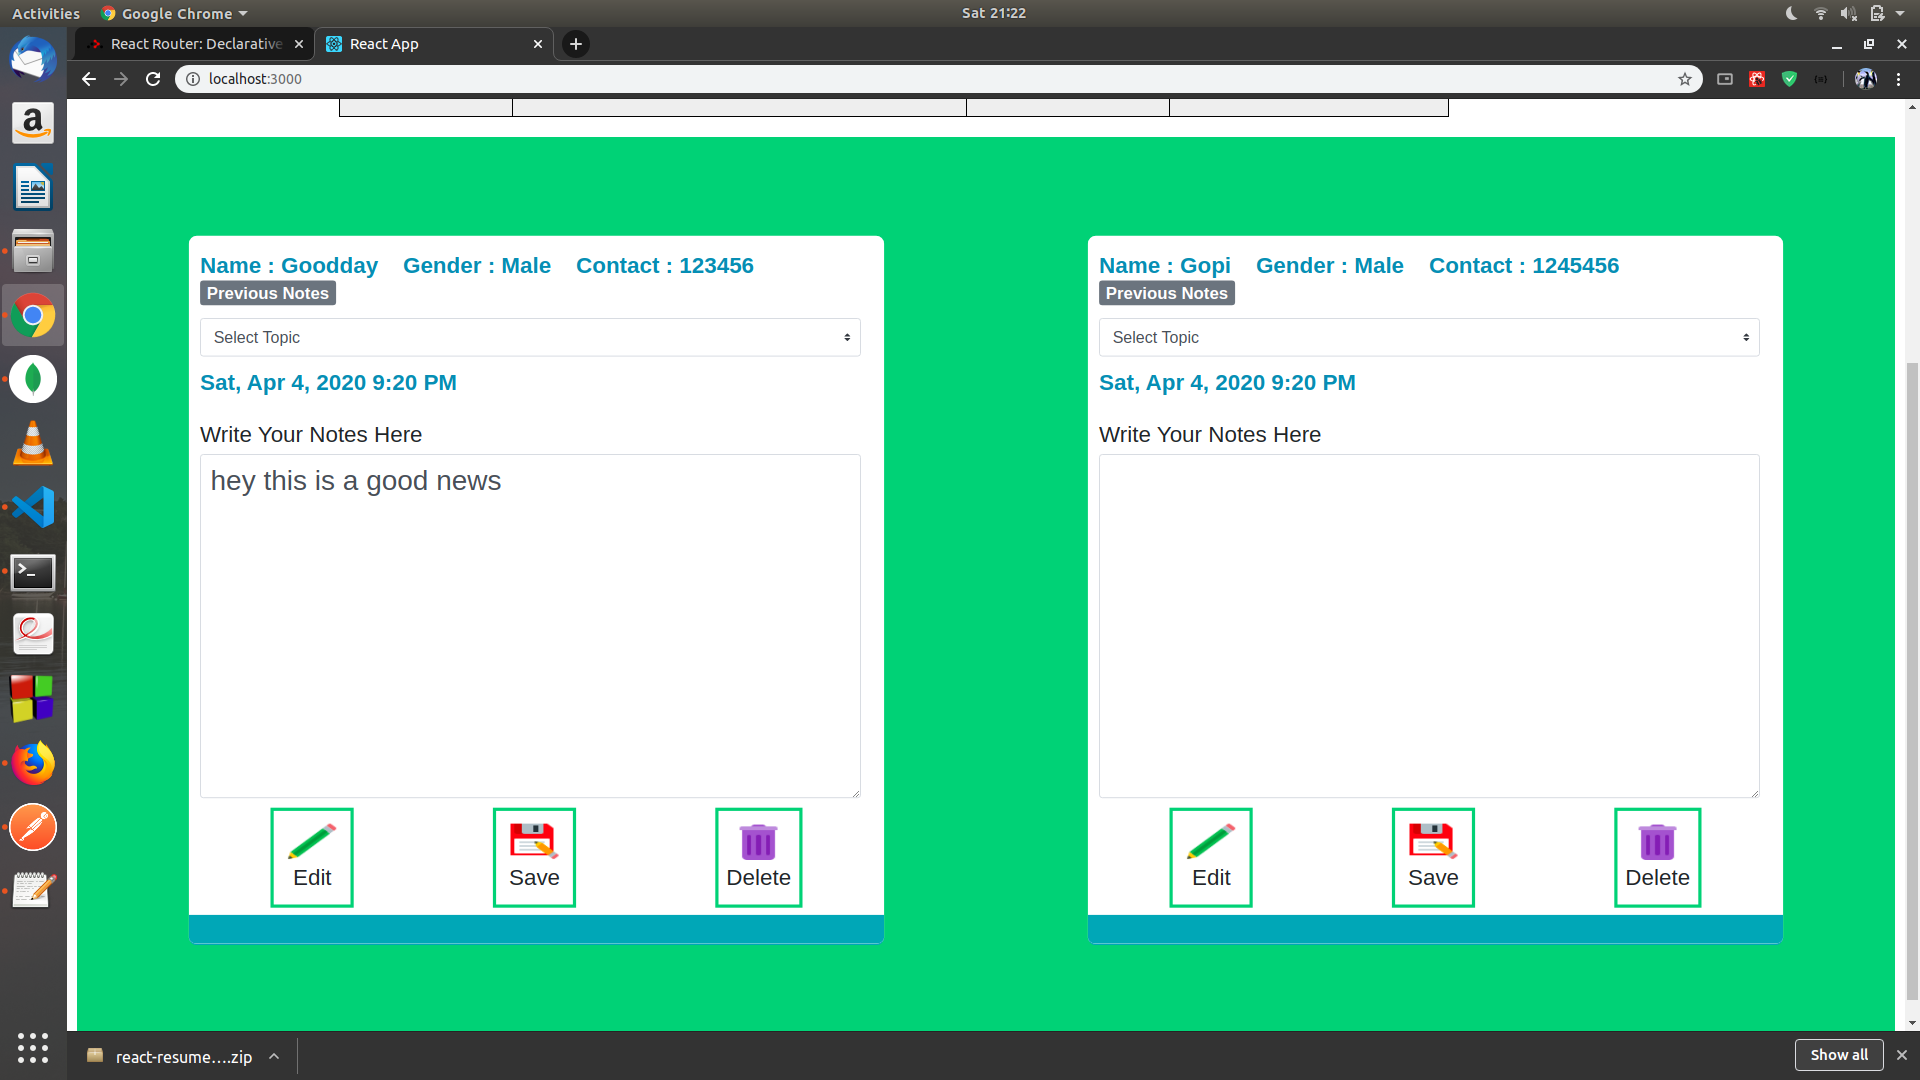 Activities Google Chrome Sat 21:22
React Router: Declarative React App
localhost:3000
Name : Goodday Gender : Male Contact : 123456
Previous Notes
Select Topic
Sat, Apr 4, 2020 9:20 PM
Write Your Notes Here
hey this is a good news
Edit Save Delete
Name : Gopi Gender : Male Contact : 1245456
Previous Notes
Select Topic
Sat, Apr 4, 2020 9:20 PM
Write Your Notes Here
Edit Save Delete
react-resume....zip Show all